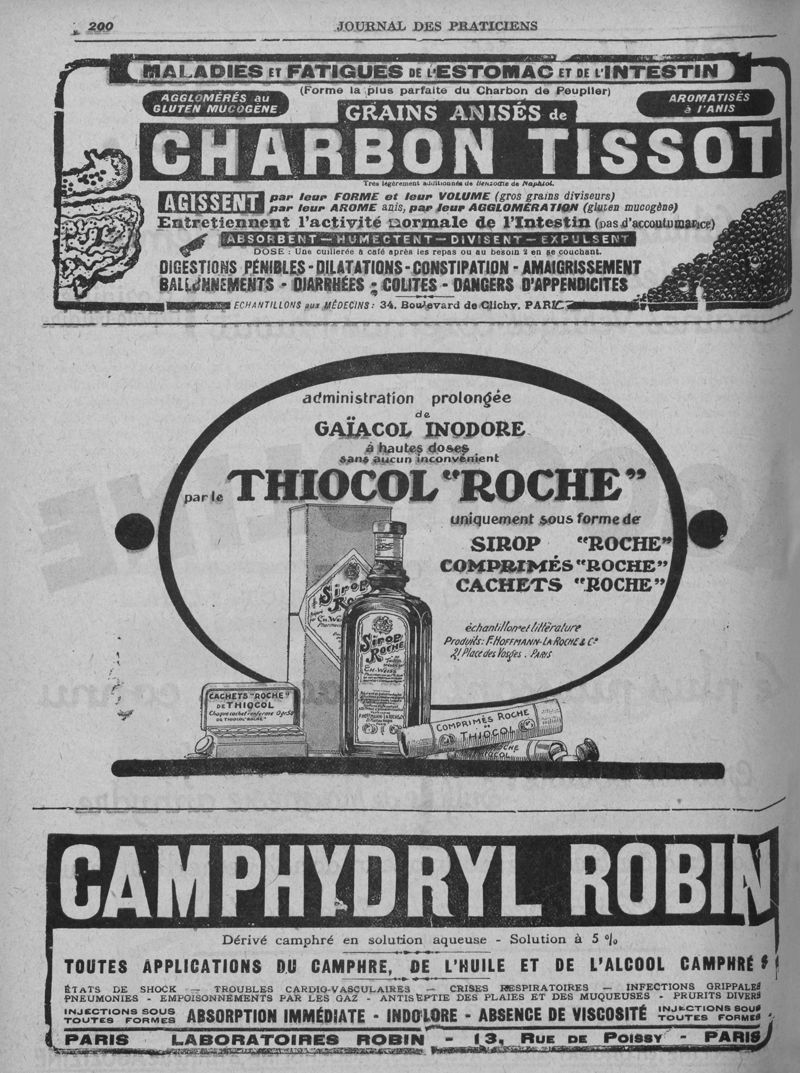 200
JOURNAL DES PRATICIENS
MALADIES ET FATIGUES DE L'ESTOMAC ET DE L'INTESTIN
(Forme la plus parfaite du Charbon de Peuplier)
AGGLOMÉRÉS au
GLUTEN MUCOGÈNE
AROMATISÉS
à l'ANIS
GRAINS ANISÉS de
CHARBON TISSOT
Très légèrement additionnés de Benzoate de Naphtol.
AGISSENT
par leur FORME et leur VOLUME (gros grains diviseurs)
par leur AROME anis, par leur AGGLOMÉRATION (gluten mucogène)
Entretiennent l'activité normale de l'Intestin (pas d'accoutumance)
ABSORBENT — HUMECTENT — DIVISENT — EXPULSENT
DOSE : Une cuillerée à café après les repas ou au besoin 2 en se couchant.
DIGESTIONS PÉNIBLES - DILATATIONS - CONSTIPATION - AMAIGRISSEMENT
BALLONNEMENTS - DIARRHÉES - COLITES - DANGERS D'APPENDICITES
ECHANTILLONS aux MÉDECINS : 34, Boulevard de Clichy, PARIS
administration prolongée
de
GAÏACOL INODORE
à hautes doses
sans aucun inconvénient
par le THIOCOL "ROCHE"
uniquement sous forme de
SIROP "ROCHE"
COMPRIMÉS "ROCHE"
CACHETS "ROCHE"
échantillon et littérature
Produits : F. HOFFMANN-LA ROCHE & Cie
21, Place des Vosges . PARIS
Sirop
Sirop
ROCHE
CACHETS "ROCHE"
DE THIOCOL
Chaque cachet renferme 0gr.50
DE THIOCOL "ROCHE"
COMPRIMÉS ROCHE
THIOCOL
CAMPHYDRYL ROBIN
Dérivé camphré en solution aqueuse - Solution à 5 %
TOUTES APPLICATIONS DU CAMPHRE, DE L'HUILE ET DE L'ALCOOL CAMPHRÉS
ÉTATS DE SHOCK — TROUBLES CARDIO-VASCULAIRES — CRISES RESPIRATOIRES — INFECTIONS GRIPPALES
PNEUMONIES - EMPOISONNEMENTS PAR LES GAZ - ANTISEPTIE DES PLAIES ET DES MUQUEUSES - PRURITS DIVERS
INJECTIONS SOUS
TOUTES FORMES
ABSORPTION IMMÉDIATE - INDOLORE - ABSENCE DE VISCOSITÉ
INJECTIONS SOUS
TOUTES FORMES
PARIS LABORATOIRES ROBIN - 13, RUE DE POISSY - PARIS